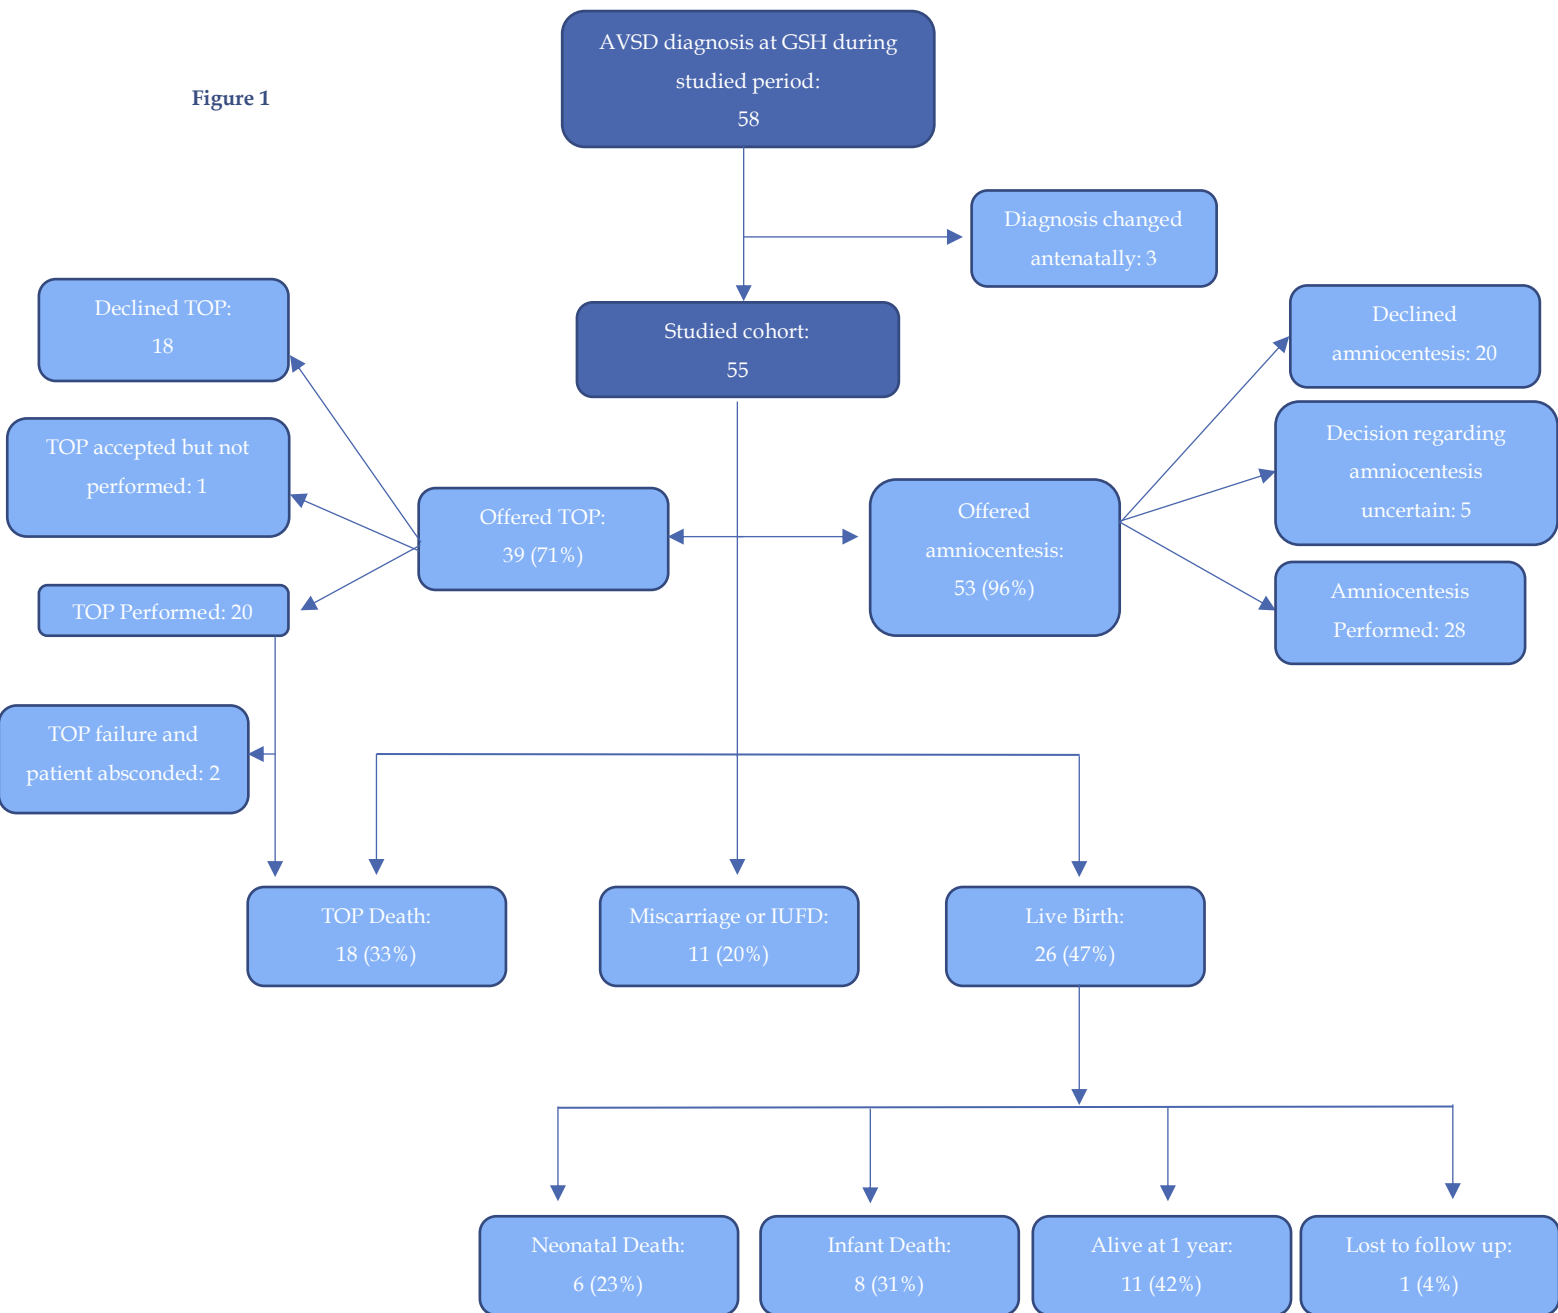 AVSD diagnosis at GSH during
studied period:
58
Figure 1
Diagnosis changed
antenatally: 3
Declined TOP:
18
Studied cohort:
55
Declined
amniocentesis: 20
TOP accepted but not
performed: 1
Decision regarding
amniocentesis
uncertain: 5
Offered TOP:
39 (71%)
Offered
amniocentesis:
53 (96%)
TOP Performed: 20
Amniocentesis
Performed: 28
TOP failure and
patient absconded: 2
TOP Death:
18 (33%)
Miscarriage or IUFD:
11 (20%)
Live Birth:
26 (47%)
Neonatal Death:
6 (23%)
Infant Death:
8 (31%)
Alive at 1 year:
11 (42%)
Lost to follow up:
1 (4%)